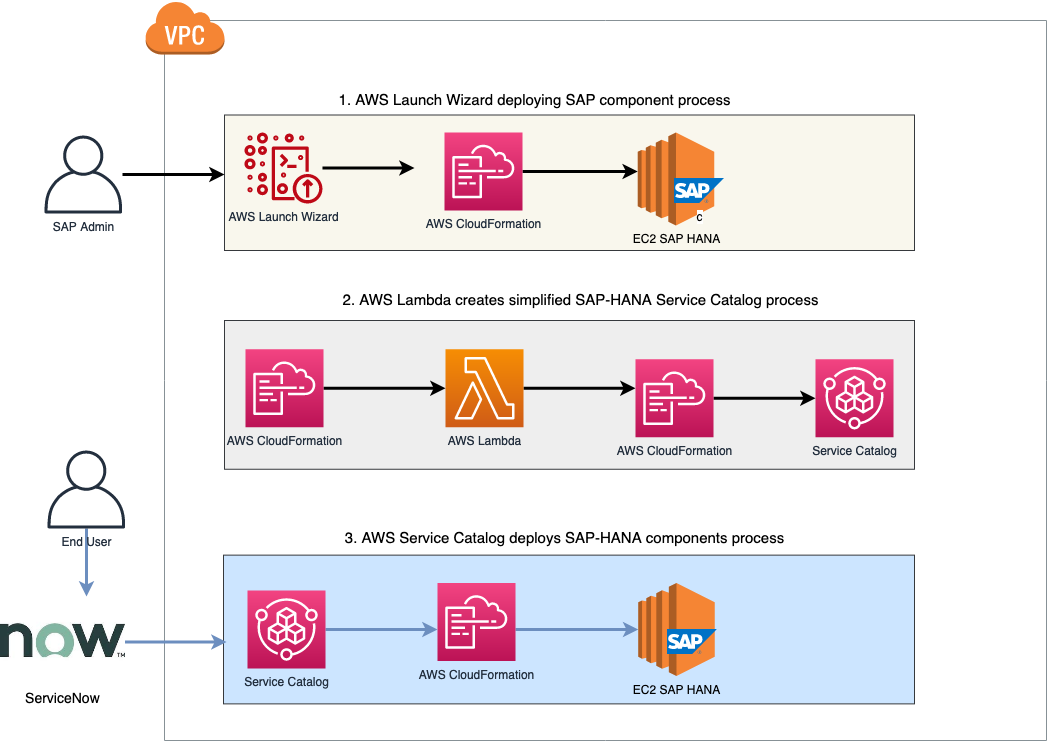 VPC
1. AWS Launch Wizard deploying SAP component process
SAP Admin
AWS Launch Wizard
AWS CloudFormation
SAP
c
EC2 SAP HANA
2. AWS Lambda creates simplified SAP-HANA Service Catalog process
AWS CloudFormation
AWS Lambda
AWS CloudFormation
Service Catalog
End User
3. AWS Service Catalog deploys SAP-HANA components process
now™
ServiceNow
Service Catalog
AWS CloudFormation
SAP
EC2 SAP HANA